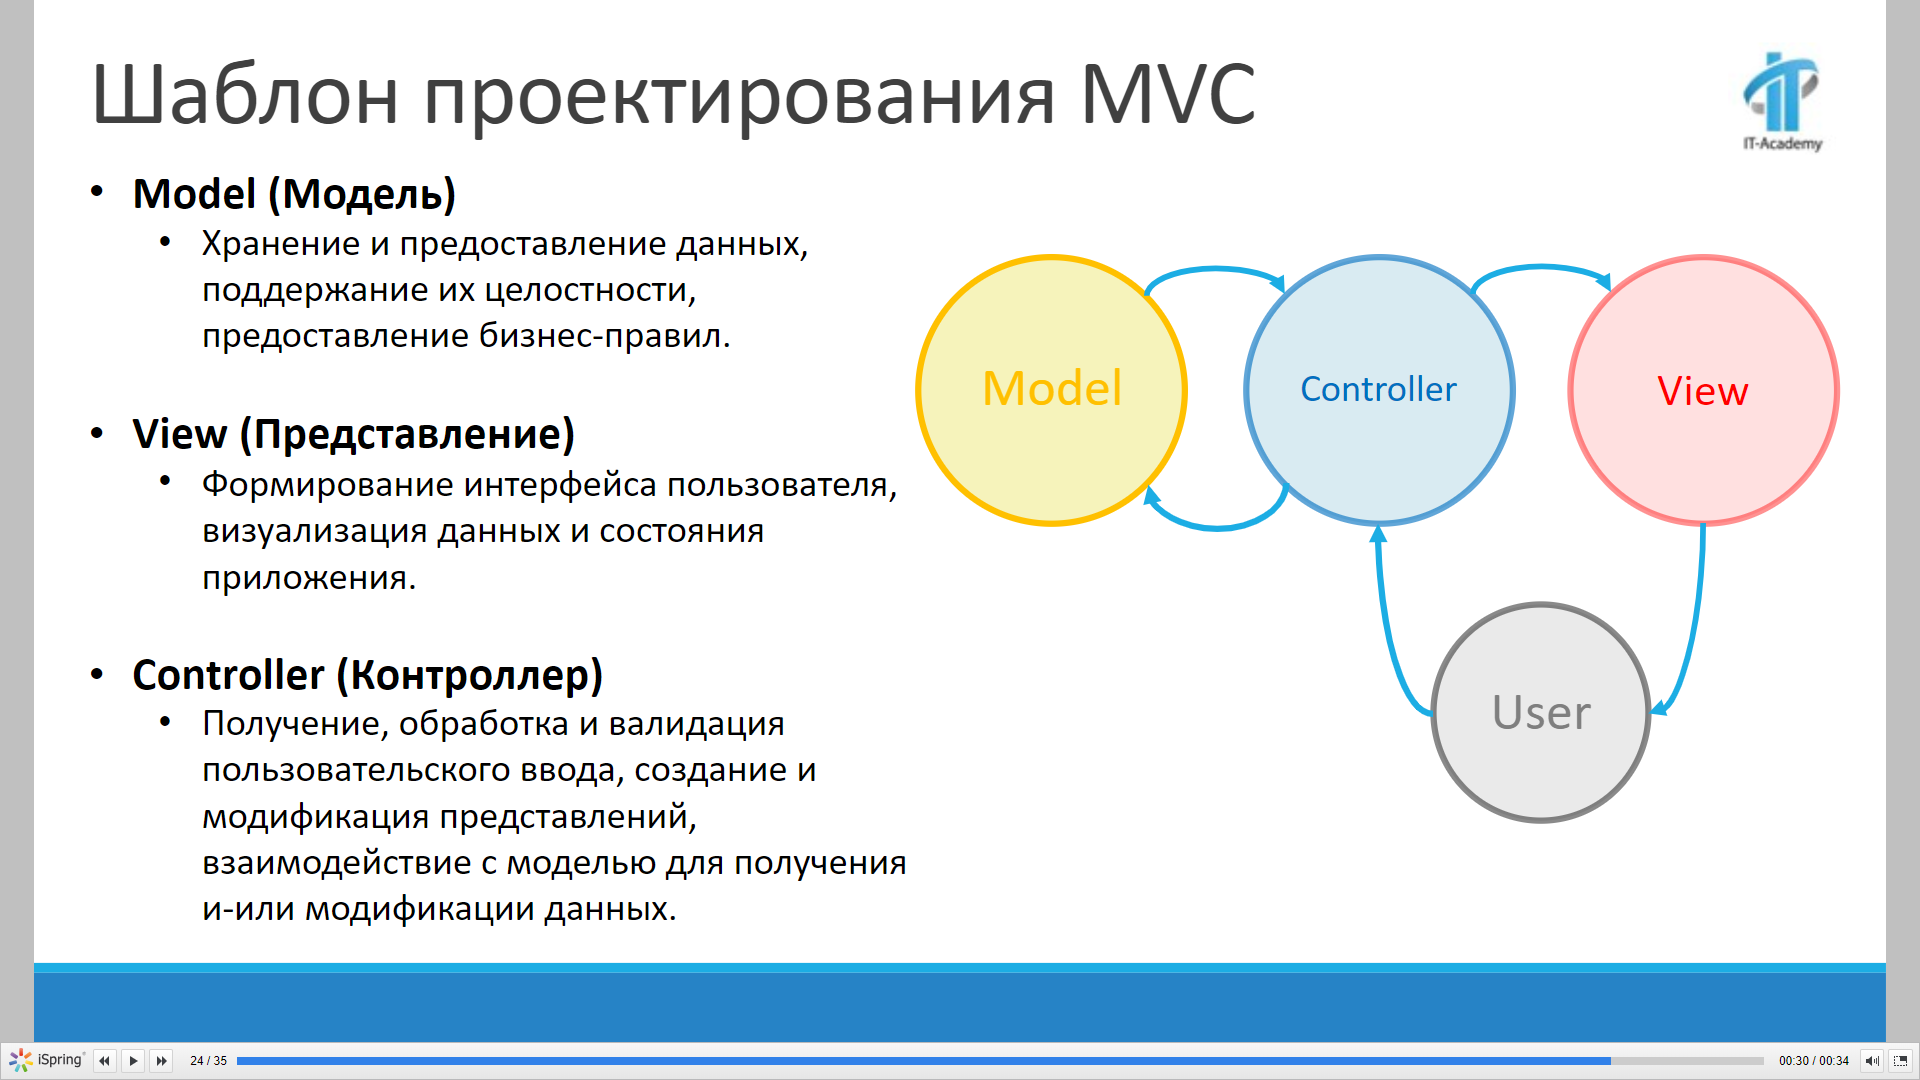 Шаблон проектирования MVC
IT-Academy
• Model (Модель)
• Хранение и предоставление данных,
поддержание их целостности,
предоставление бизнес-правил.
• View (Представление)
• Формирование интерфейса пользователя,
визуализация данных и состояния
приложения.
• Controller (Контроллер)
• Получение, обработка и валидация
пользовательского ввода, создание и
модификация представлений,
взаимодействие с моделью для получения
и-или модификации данных.
Model
Controller
View
User
iSpring
24 / 35
00:30 / 00:34